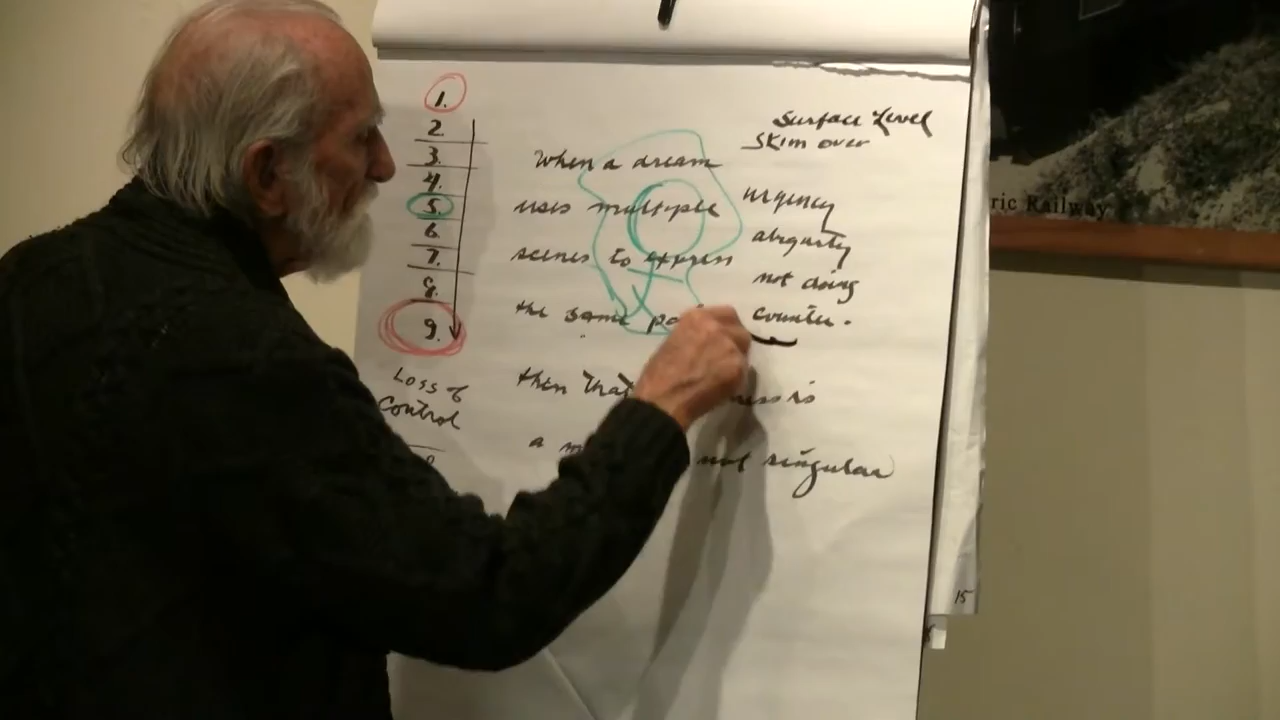 1.
2.
3.
4.
5.
6.
7.
8.
9.
Loss of
Control
When a dream
uses multiple
scenes to express
the same
then that is
a not singular
Surface Level
Skim over
urgency
not doing
counter.
ric Railway
15